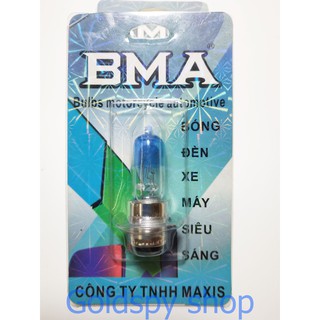 BMA®
Bulbs motorcycle automotive
BÓNG
ĐÈN
XE
MÁY
SIÊU
SÁNG
CÔNG TY TNHH MAXIS
Goldspy-shop